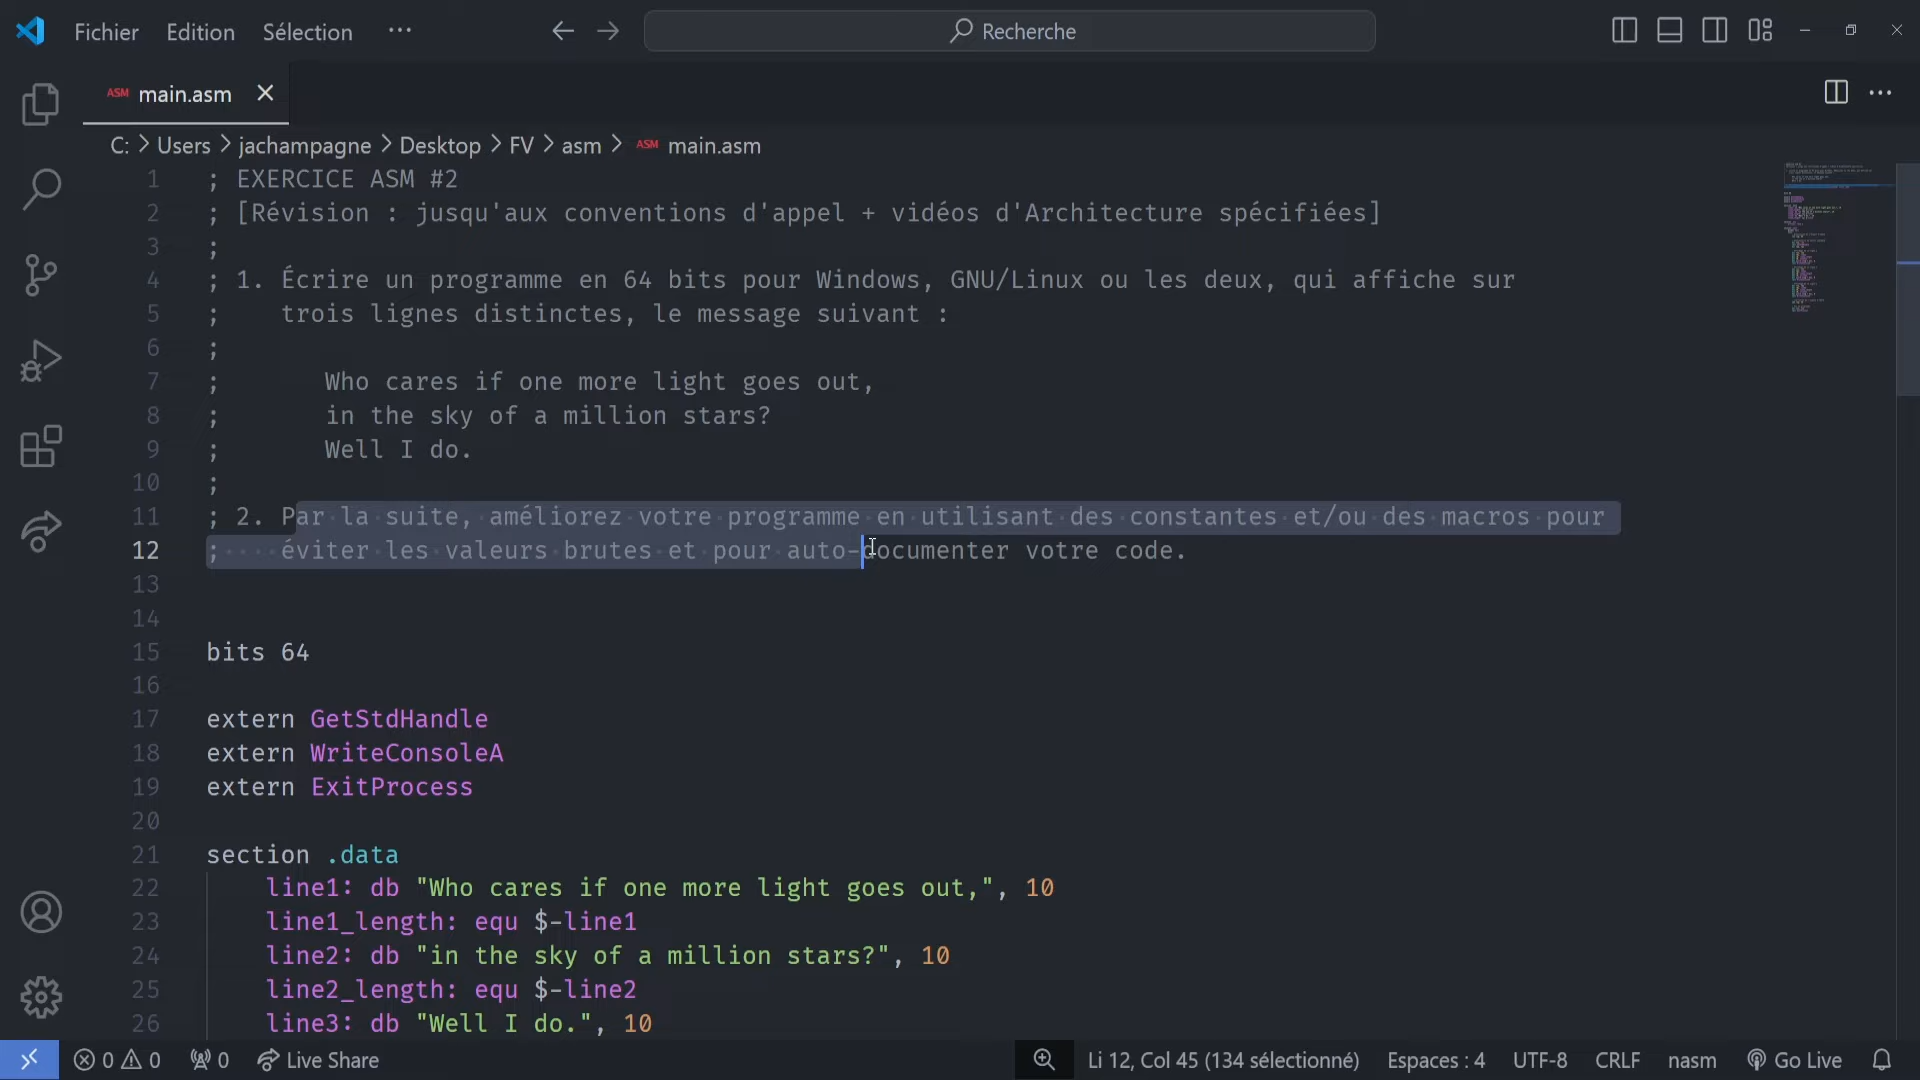 Fichier Edition Sélection ··· Recherche
ASM main.asm
C: > Users > jachampagne > Desktop > FV > asm > ASM main.asm
1 ; EXERCICE ASM #2
2 ; [Révision : jusqu'aux conventions d'appel + vidéos d'Architecture spécifiées]
3 ;
4 ; 1. Écrire un programme en 64 bits pour Windows, GNU/Linux ou les deux, qui affiche sur
5 ; trois lignes distinctes, le message suivant :
6 ;
7 ; Who cares if one more light goes out,
8 ; in the sky of a million stars?
9 ; Well I do.
10 ;
11 ; 2. Par la suite, améliorez votre programme en utilisant des constantes et/ou des macros pour
12 ; éviter les valeurs brutes et pour auto-documenter votre code.
13
14
15 bits 64
16
17 extern GetStdHandle
18 extern WriteConsoleA
19 extern ExitProcess
20
21 section .data
22 line1: db "Who cares if one more light goes out,", 10
23 line1_length: equ $-line1
24 line2: db "in the sky of a million stars?", 10
25 line2_length: equ $-line2
26 line3: db "Well I do.", 10
0 0 0 Live Share Li 12, Col 45 (134 sélectionné) Espaces : 4 UTF-8 CRLF nasm Go Live